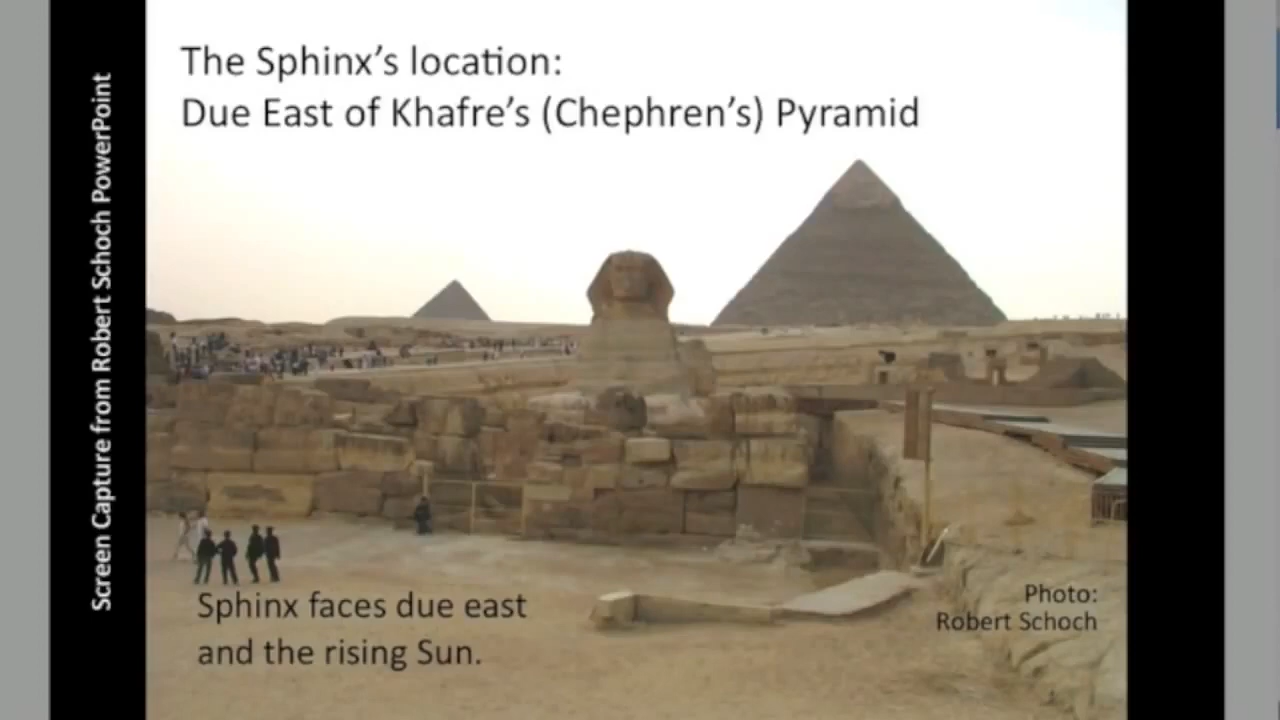 The Sphinx's location:
Due East of Khafre's (Chephren's) Pyramid
Screen Capture from Robert Schoch PowerPoint
Sphinx faces due east
and the rising Sun.
Photo:
Robert Schoch